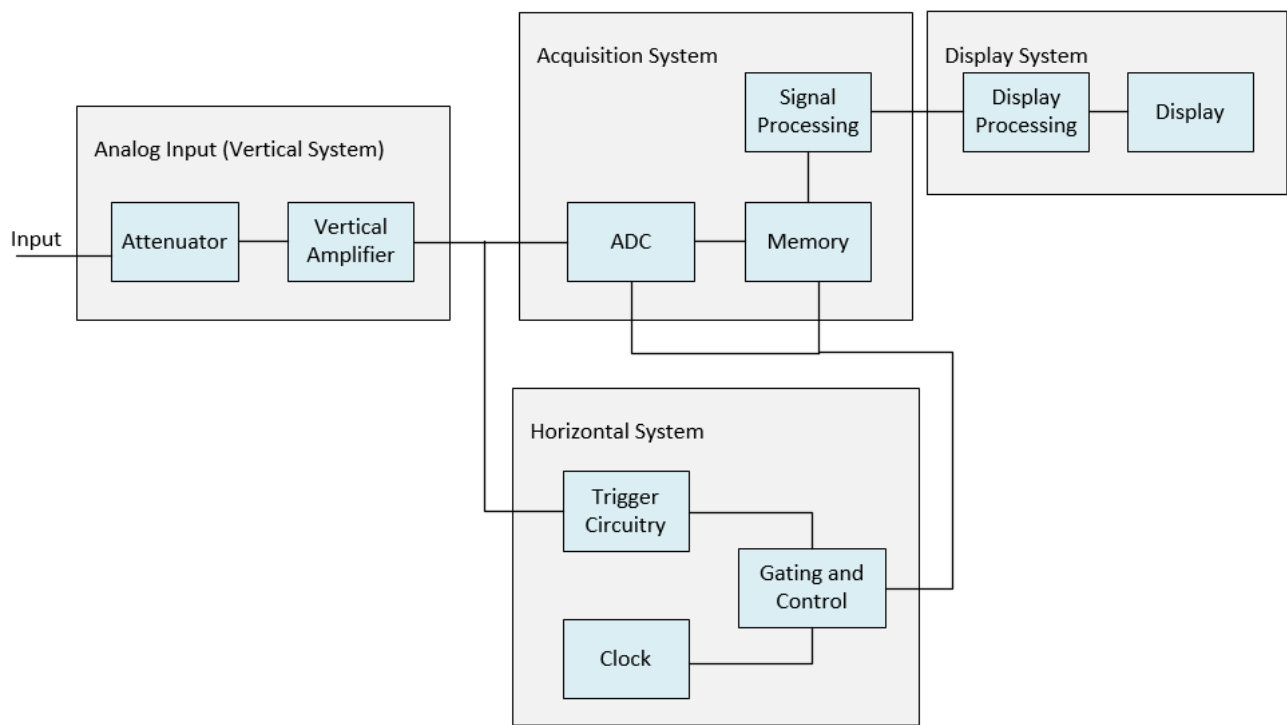 Acquisition System
Display System
Signal
Processing
Display
Processing
Display
Analog Input (Vertical System)
Input
Attenuator
Vertical
Amplifier
ADC
Memory
Horizontal System
Trigger
Circuitry
Gating and
Control
Clock